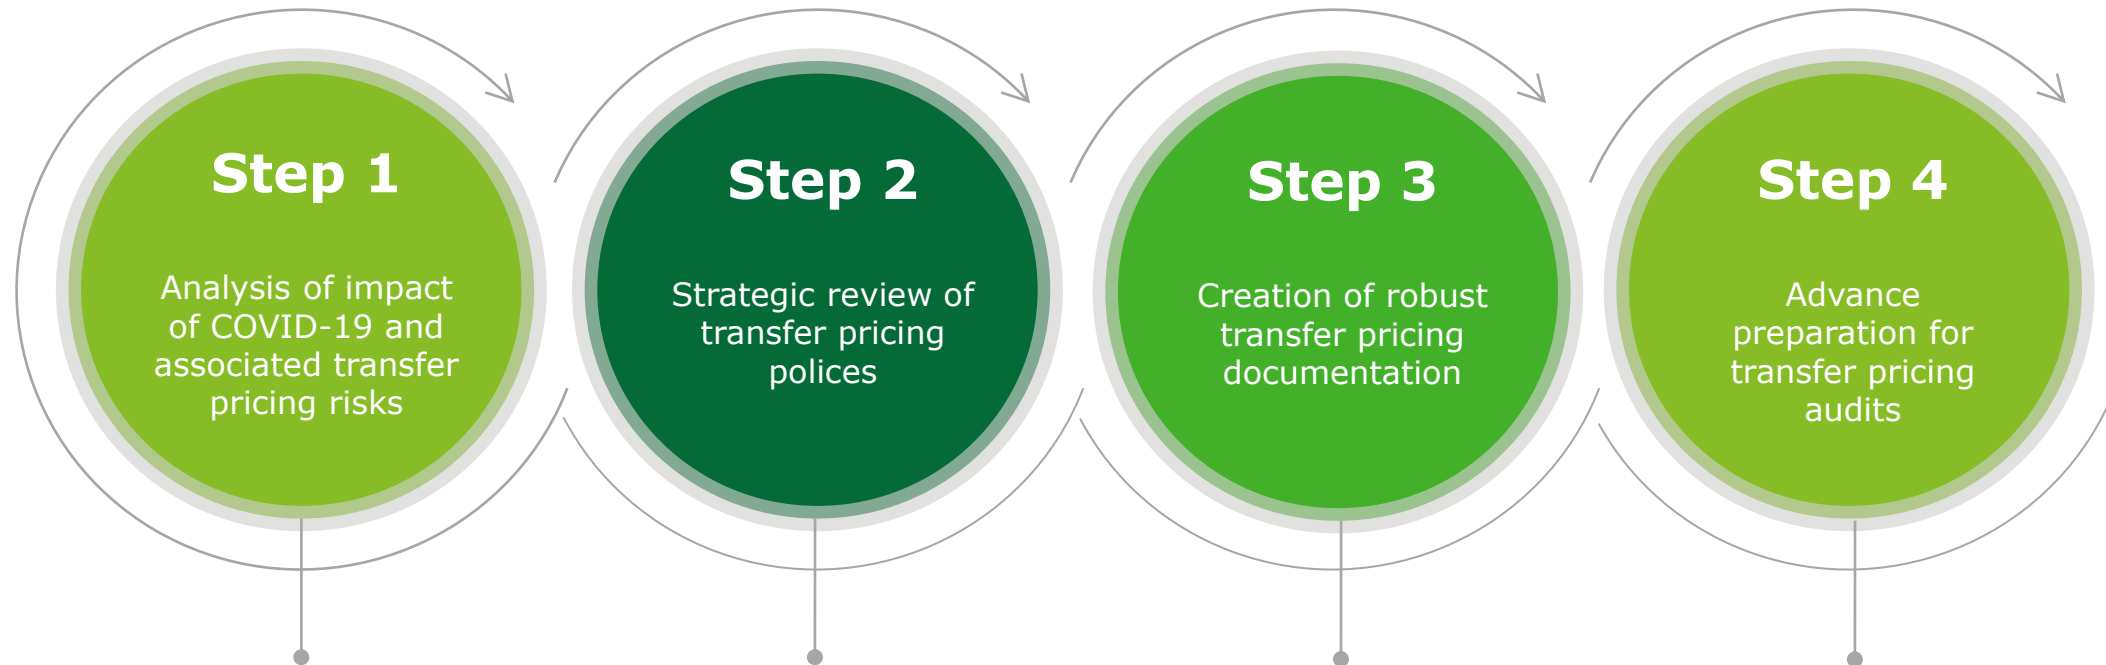 Step 1
Analysis of impact
of COVID-19 and
associated transfer
pricing risks
Step 2
Strategic review of
transfer pricing
polices
Step 3
Creation of robust
transfer pricing
documentation
Step 4
Advance
preparation for
transfer pricing
audits